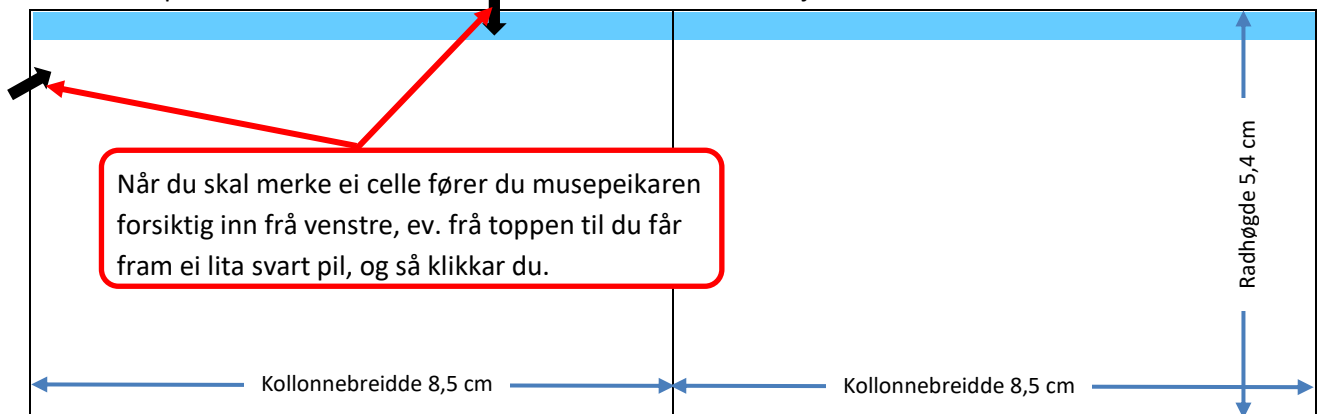 Når du skal merke ei celle fører du musepeikaren
forsiktig inn frå venstre, ev. frå toppen til du får
fram ei lita svart pil, og så klikkar du.
Radhøgde 5,4 cm
Kollonnebreidde 8,5 cm
Kollonnebreidde 8,5 cm